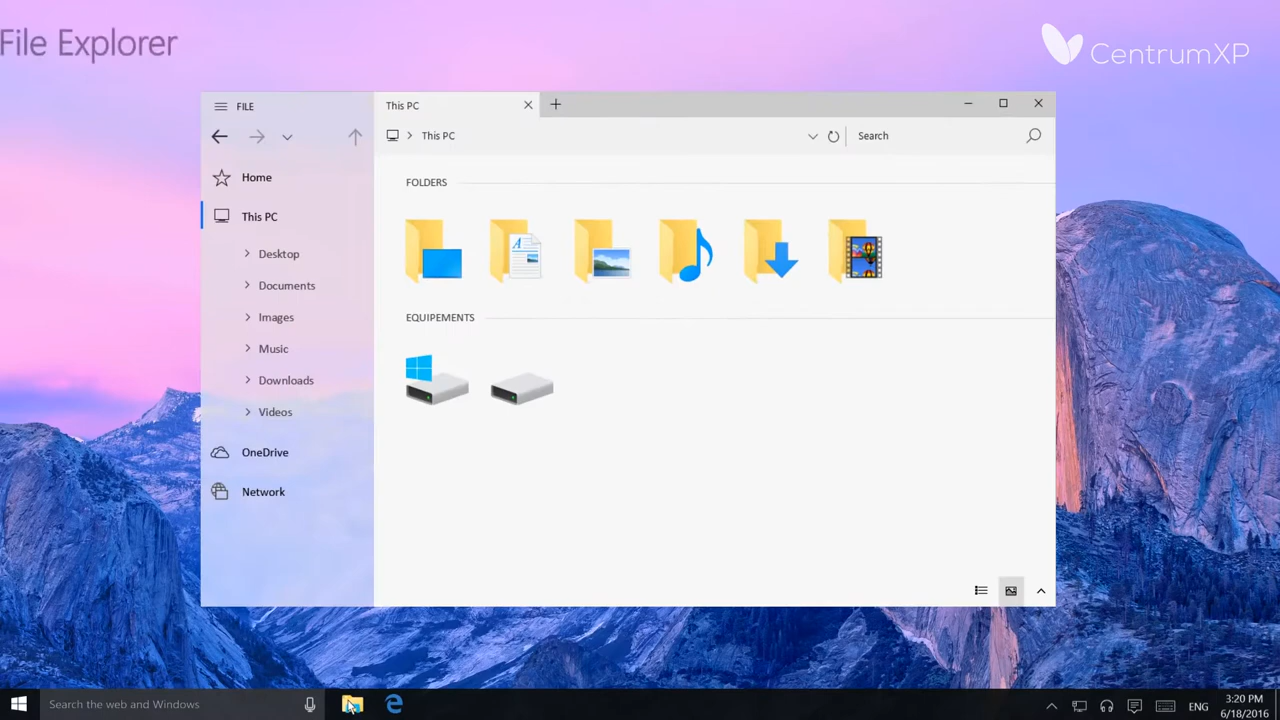 File Explorer
CentrumXP
FILE
This PC
This PC
Search
Home
This PC
Desktop
Documents
Images
Music
Downloads
Videos
OneDrive
Network
FOLDERS
A
EQUIPEMENTS
Search the web and Windows
ENG
3:20 PM
6/18/2016